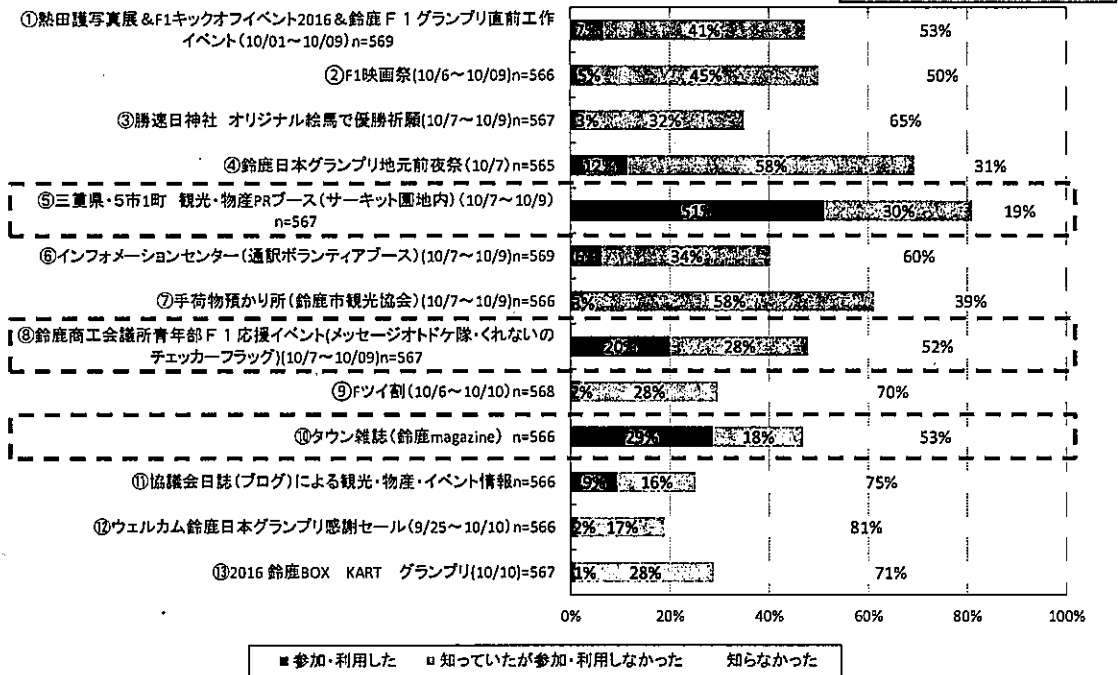 ①熱田護写真展&F1キックオフイベント2016&鈴鹿F1グランプリ直前工作
イベント(10/01～10/09)n=569
7% 41% 53%
②F1映画祭(10/6～10/09)n=566
5% 45% 50%
③勝速日神社 オリジナル絵馬で優勝祈願(10/7～10/9)n=567
3% 32% 65%
④鈴鹿日本グランプリ地元前夜祭(10/7)n=565
12% 58% 31%
⑤三重県・5市1町 観光・物産PRブース(サーキット園地内)(10/7～10/9)
n=567
30% 19%
⑥インフォメーションセンター(通訳ボランティアブース)(10/7～10/9)n=569
34% 60%
⑦手荷物預かり所(鈴鹿市観光協会)(10/7～10/9)n=566
58% 39%
⑧鈴鹿商工会議所青年部F1応援イベント(メッセージオトドケ隊・くれないの
チェッカーフラッグ)(10/7～10/09)n=567
20% 28% 52%
⑨Fツイ割(10/6～10/10)n=568
2% 28% 70%
⑩タウン雑誌(鈴鹿magazine) n=566
29% 18% 53%
⑪協議会日誌(ブログ)による観光・物産・イベント情報n=566
9% 16% 75%
⑫ウェルカム鈴鹿日本グランプリ感謝セール(9/25～10/10)n=566
2% 17% 81%
⑬2016 鈴鹿BOX KART グランプリ(10/10)=567
1% 28% 71%
0% 20% 40% 60% 80% 100%
■参加・利用した □知っていたが参加・利用しなかった 知らなかった